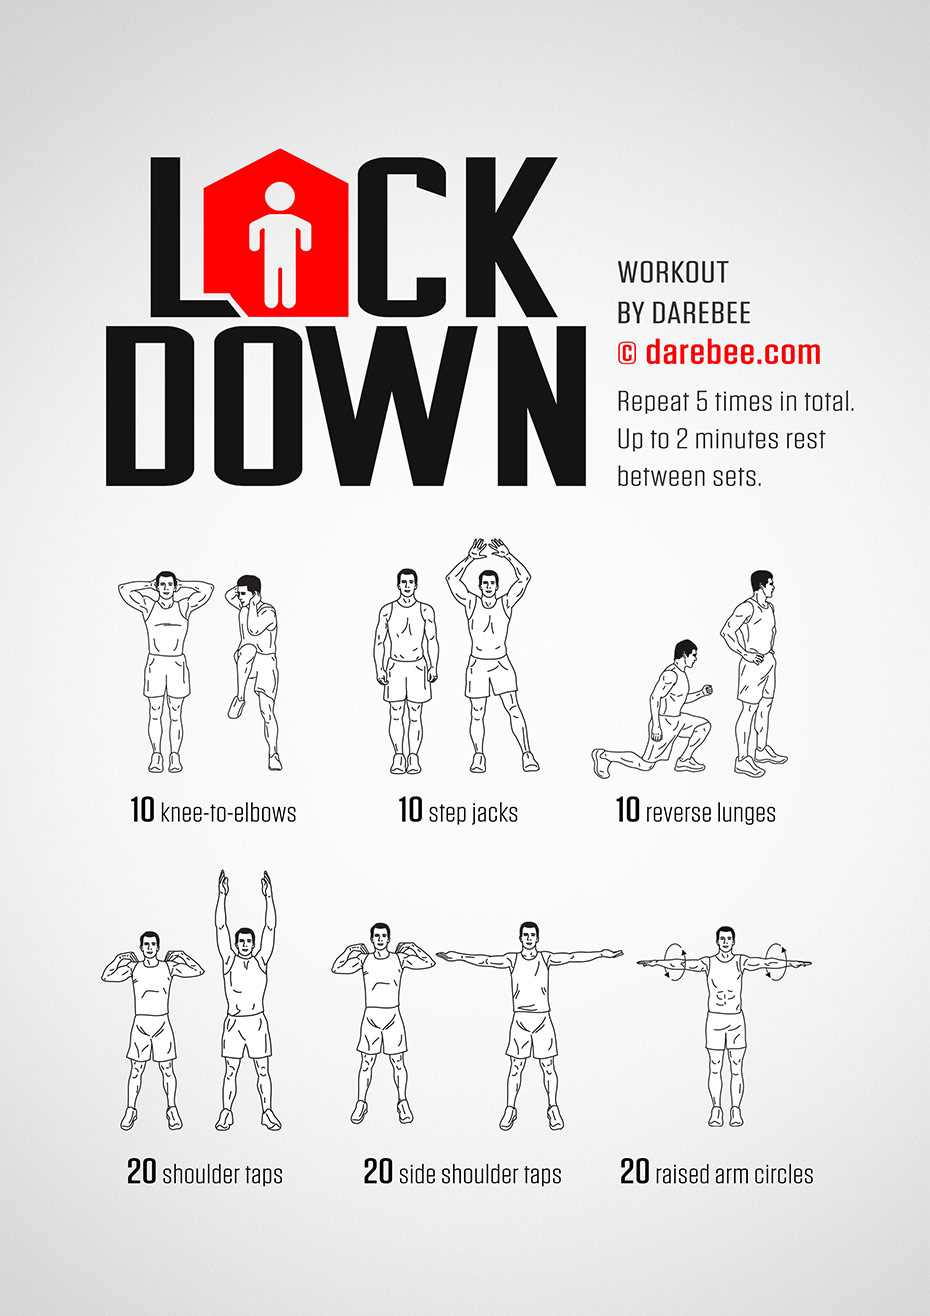 LOCK
DOWN
WORKOUT
BY DAREBEE
© darebee.com
Repeat 5 times in total.
Up to 2 minutes rest
between sets.
10 knee-to-elbows
10 step jacks
10 reverse lunges
20 shoulder taps
20 side shoulder taps
20 raised arm circles